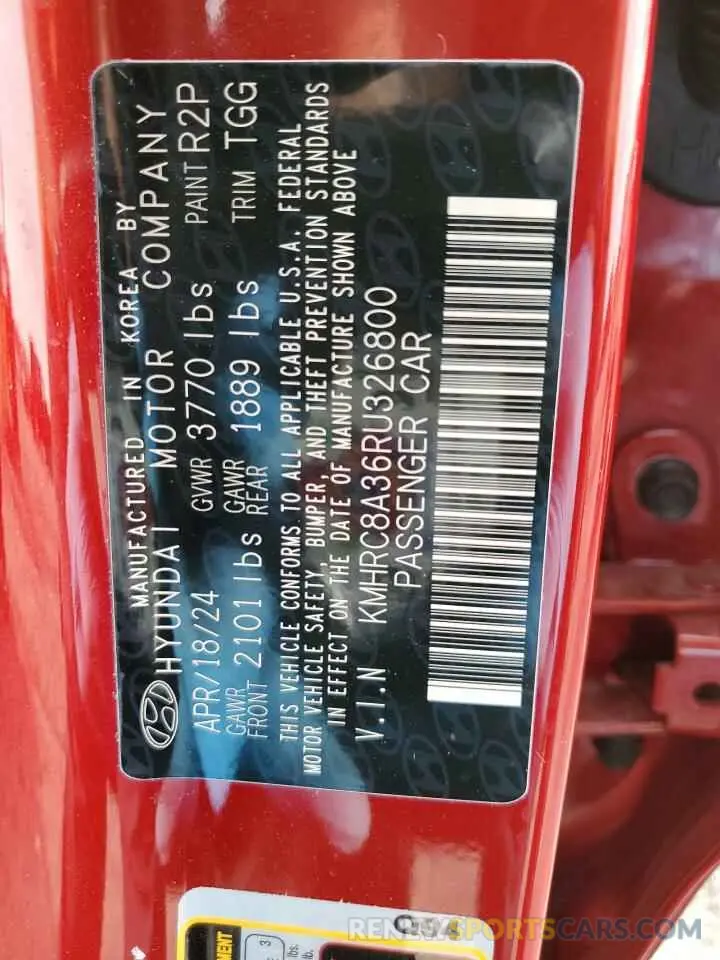 MANUFACTURED IN KOREA BY
HYUNDAI MOTOR COMPANY
APR/18/24 GVWR 3770 lbs PAINT R2P
GAWR FRONT 2101 lbs GAWR REAR 1889 lbs TRIM TGG
THIS VEHICLE CONFORMS TO ALL APPLICABLE U.S.A. FEDERAL
MOTOR VEHICLE SAFETY, BUMPER, AND THEFT PREVENTION STANDARDS
IN EFFECT ON THE DATE OF MANUFACTURE SHOWN ABOVE
V.I.N KMHRC8A36RU326800
PASSENGER CAR
3
lbs.
RENEWSPORTSCARS.COM